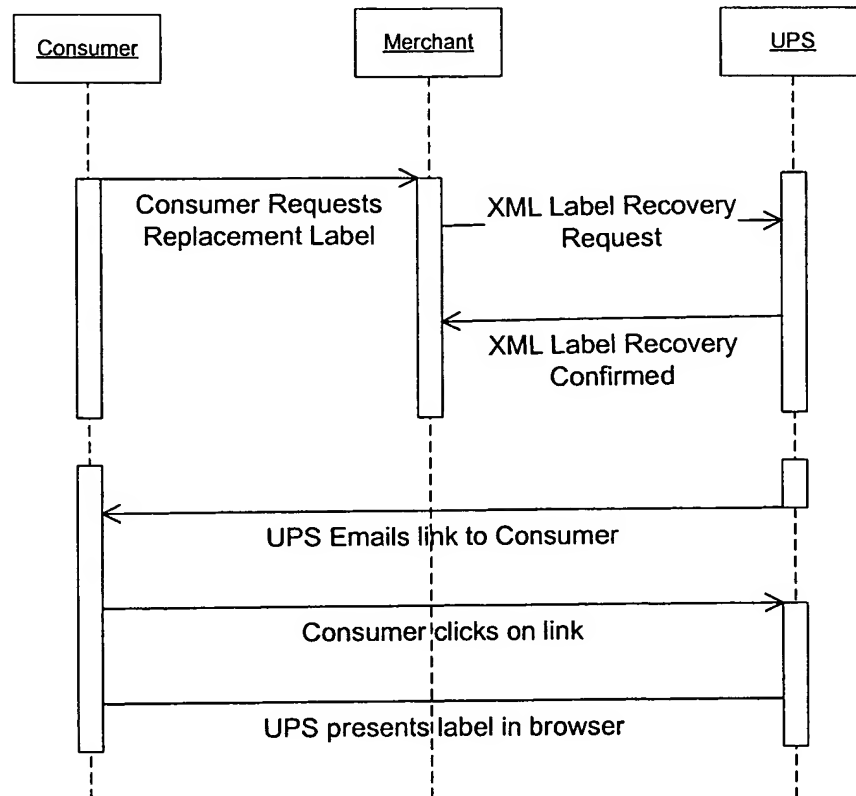 Consumer
Merchant
UPS
Consumer Requests
Replacement Label
XML Label Recovery
Request
XML Label Recovery
Confirmed
UPS Emails link to Consumer
Consumer clicks on link
UPS presents label in browser